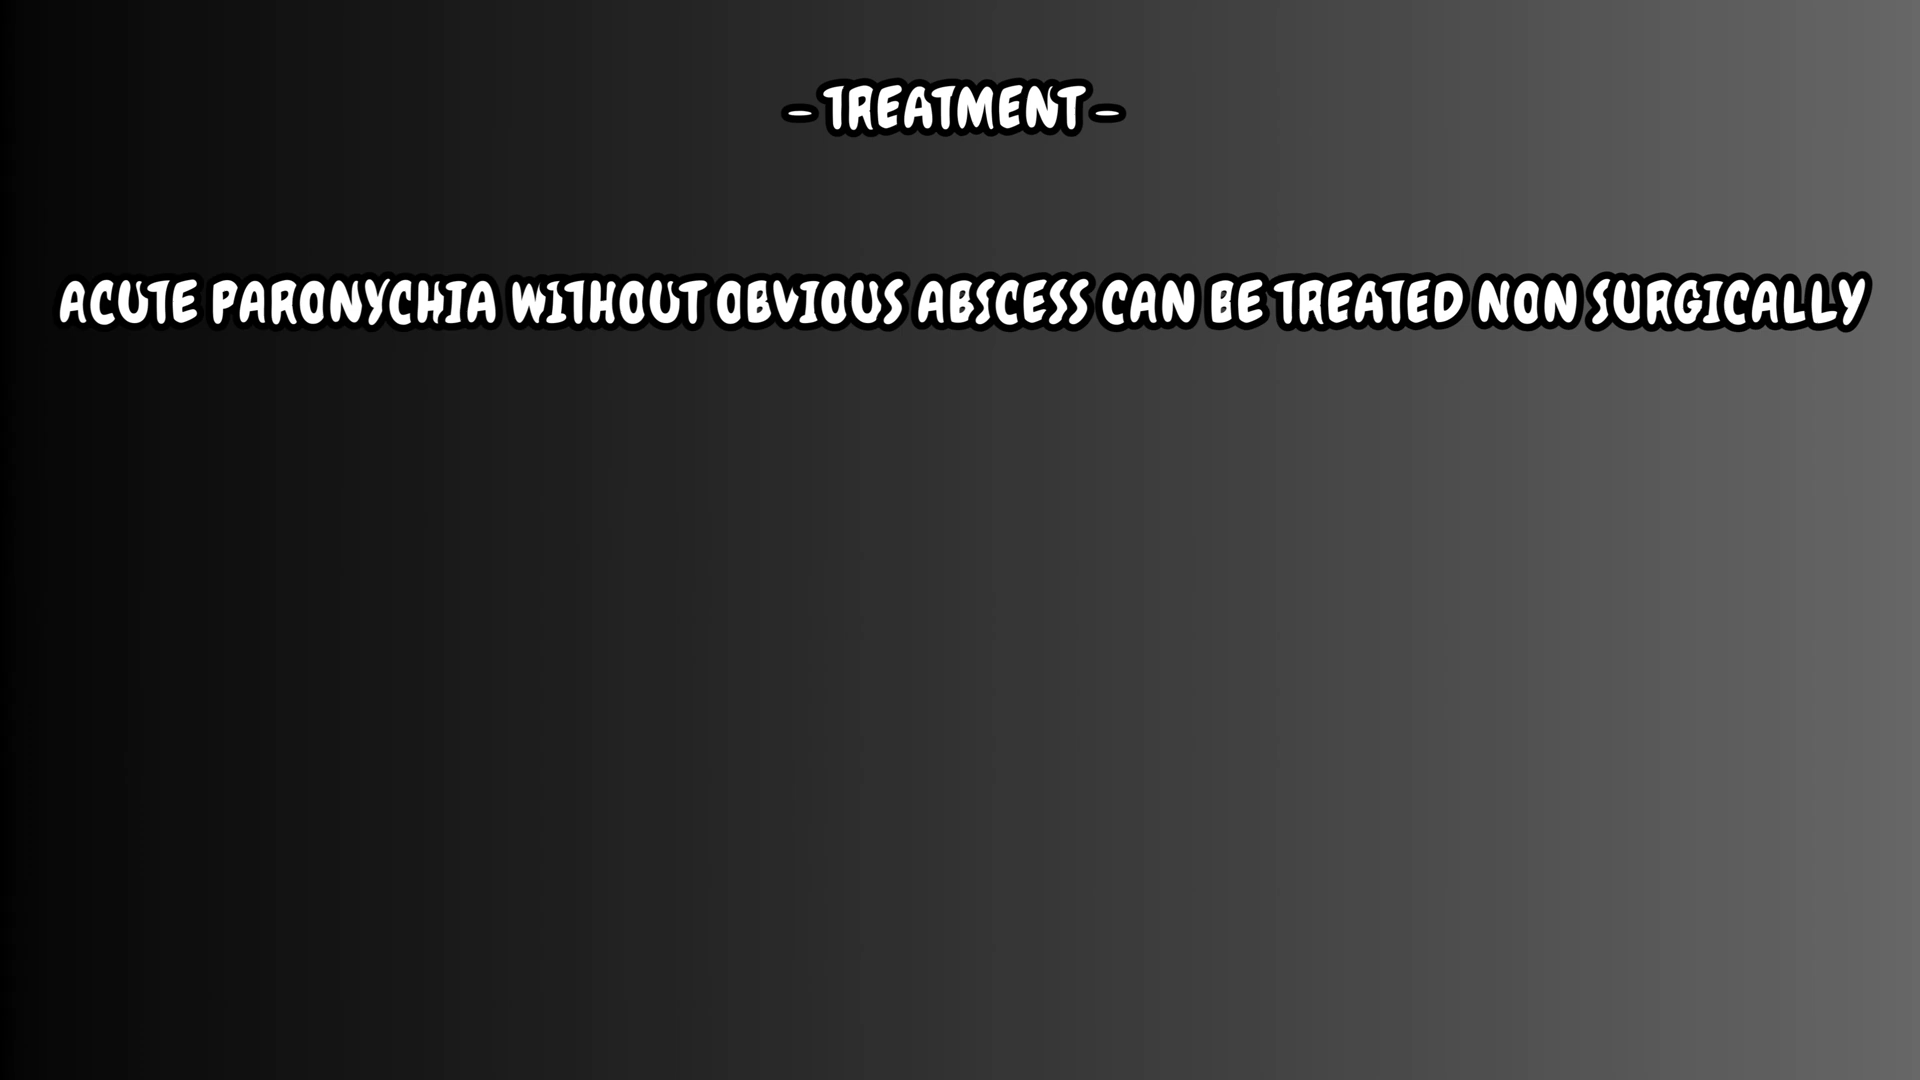 - TREATMENT -
ACUTE PARONYCHIA WITHOUT OBVIOUS ABSCESS CAN BE TREATED NON SURGICALLY